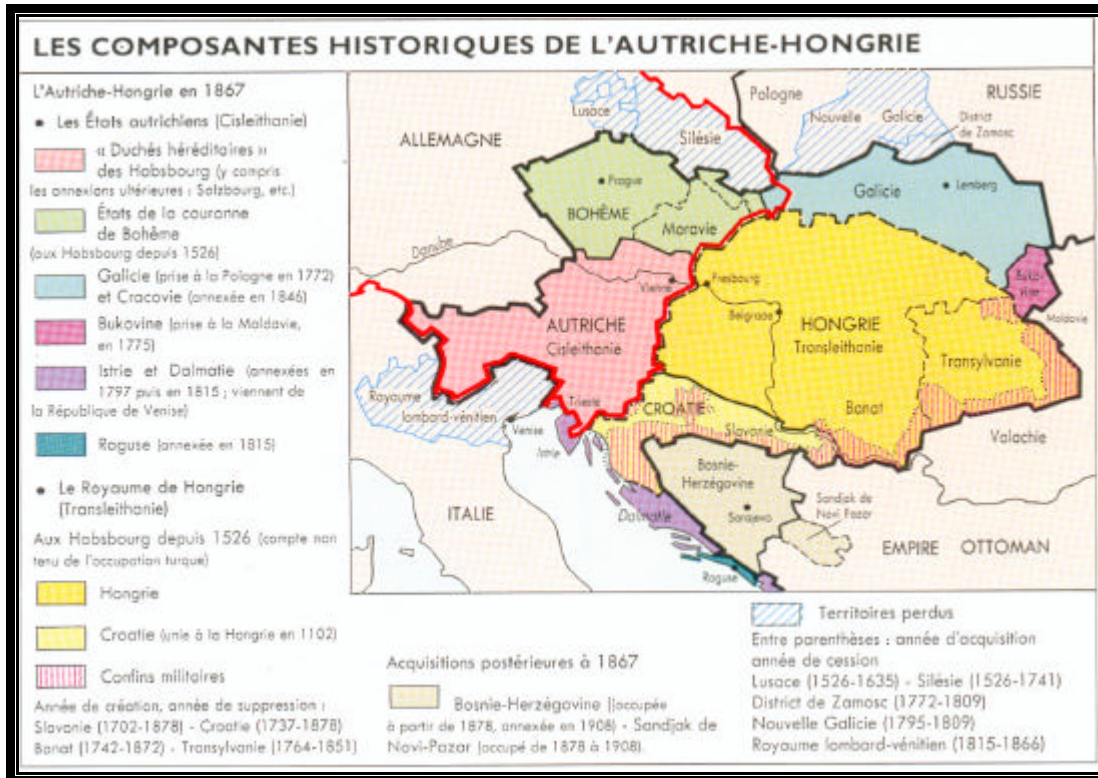 LES COMPOSANTES HISTORIQUES DE L'AUTRICHE-HONGRIE
L'Autriche-Hongrie en 1867
• Les États autrichiens (Cisleithanie)
« Duchés héréditaires »
des Habsbourg (y compris
les annexions ultérieures : Salzbourg, etc.)
États de la couronne
de Bohême
(aux Habsbourg depuis 1526)
Galicie (prise à la Pologne en 1772)
et Cracovie (annexée en 1846)
Bukovine (prise à la Moldavie,
en 1775)
Istrie et Dalmatie (annexées en
1797 puis en 1815 ; viennent de
la République de Venise)
Raguse (annexée en 1815)
• Le Royaume de Hongrie
(Transleithanie)
Aux Habsbourg depuis 1526 (compte non
tenu de l'occupation turque)
Hongrie
Croatie (unie à la Hongrie en 1102)
Confins militaires
Année de création, année de suppression :
Slavonie (1702-1878) - Croatie (1737-1878)
Banat (1742-1872) - Transylvanie (1764-1851)
ALLEMAGNE
Lusace
Silésie
Pologne
RUSSIE
Nouvelle Galicie
District
de Zamosc
Prague
BOHÊME
Moravie
Galicie
Lemberg
Danube
Vienne
Presbourg
Belgrade
Buko-
vine
Moldavie
AUTRICHE
Cisleithanie
HONGRIE
Transleithanie
Transylvanie
Royaume
lombard-vénitien
Trieste
Venise
Istrie
CROATIE
Slavonie
Banat
Valachie
Bosnie-
Herzégovine
Sarajevo
Sandjak de
Novi Pazar
ITALIE
Dalmatie
Raguse
EMPIRE OTTOMAN
Acquisitions postérieures à 1867
Bosnie-Herzégovine (|occupée
à partir de 1878, annexée en 1908) - Sandjak de
Novi-Pazar (occupé de 1878 à 1908).
Territoires perdus
Entre parenthèses : année d'acquisition
année de cession
Lusace (1526-1635) - Silésie (1526-1741)
District de Zamosc (1772-1809)
Nouvelle Galicie (1795-1809)
Royaume lombard-vénitien (1815-1866)